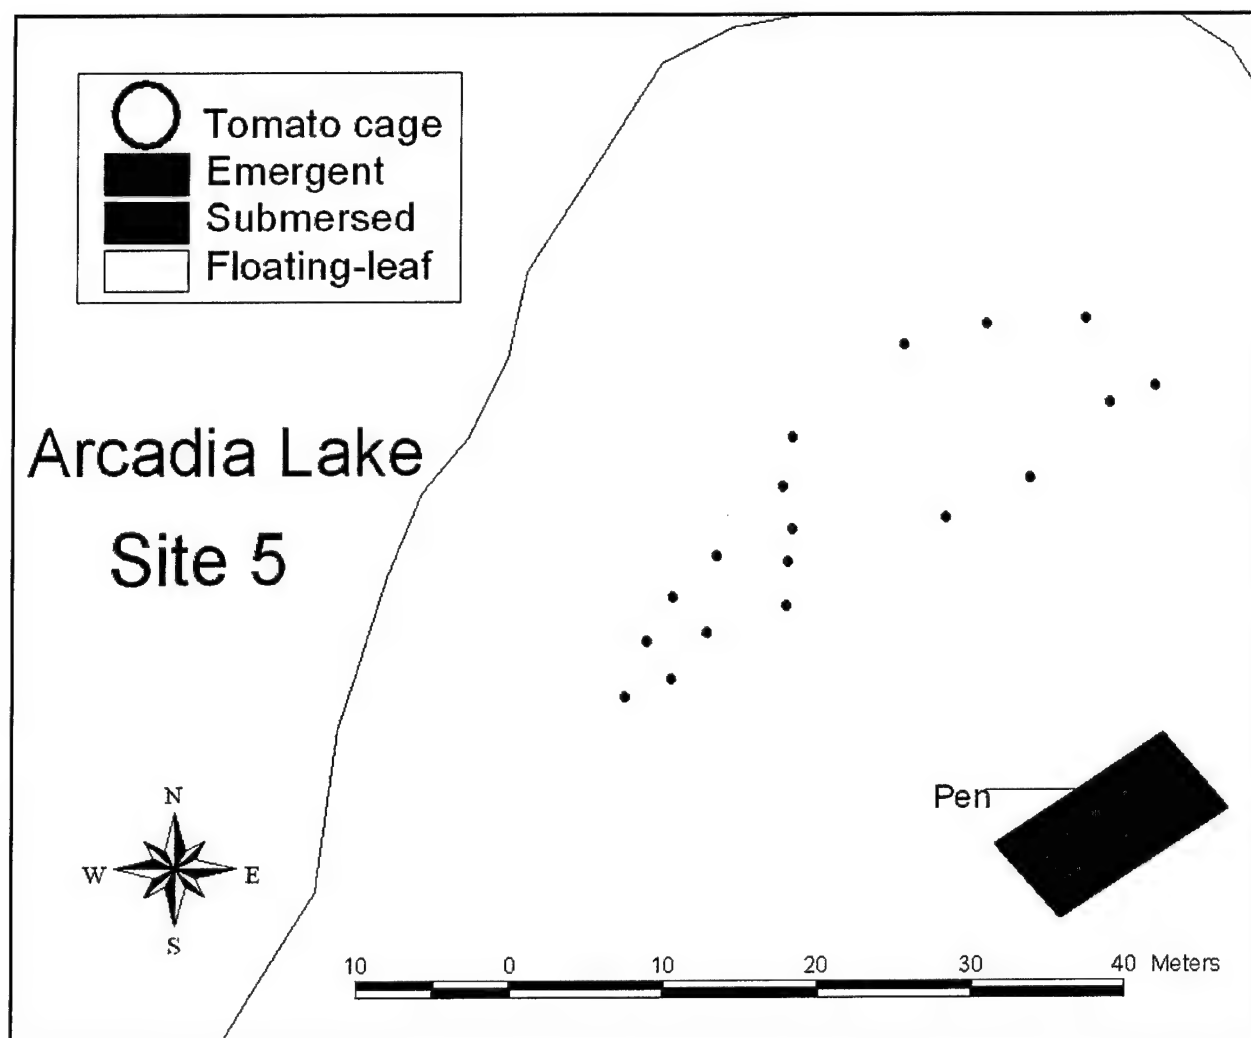 Tomato cage
Emergent
Submersed
Floating-leaf
Arcadia Lake
Site 5
Pen
N
W E
S
10 0 10 20 30 40 Meters